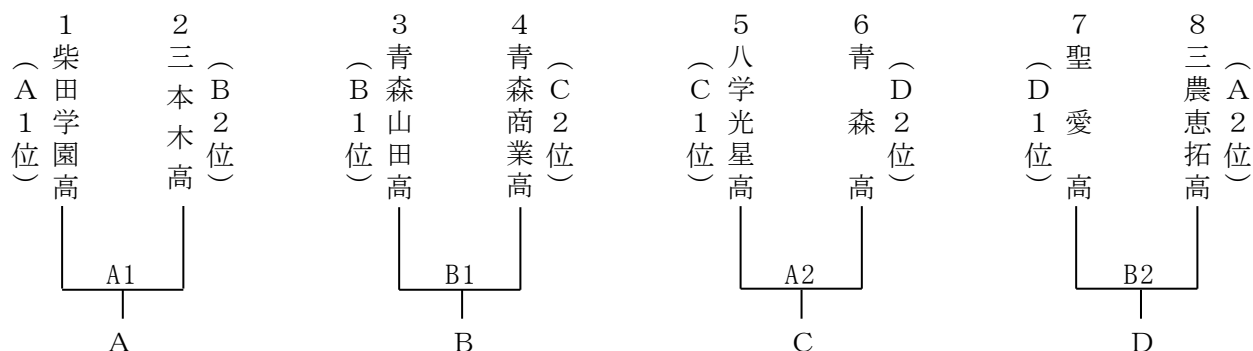 1 2 3 4 5 6 7 8
柴田学園高
(A1位)
三本木高
(B2位)
青森山田高
(B1位)
青森商業高
(C2位)
八学光星高
(C1位)
青森高
(D2位)
聖愛高
(D1位)
三農恵拓高
(A2位)
A1 B1 A2 B2
A B C D